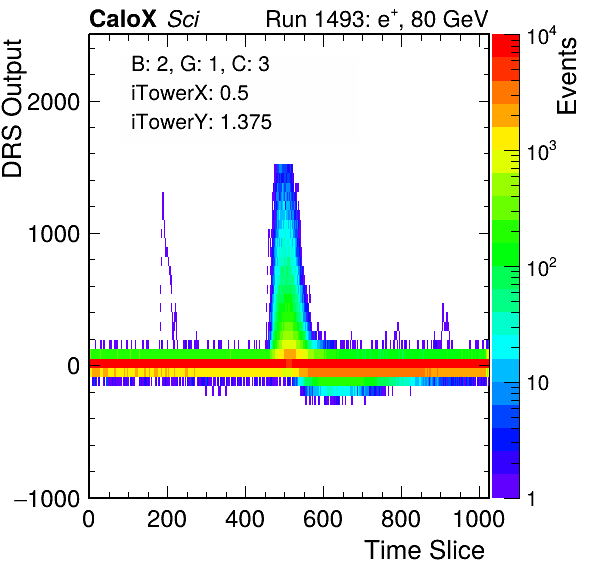 CaloX Sci
Run 1493: e+, 80 GeV
B: 2, G: 1, C: 3
iTowerX: 0.5
iTowerY: 1.375
DRS Output
2000
1000
0
−1000
0
200
400
600
800
1000
Time Slice
Events
10^4
10^3
10^2
10
1